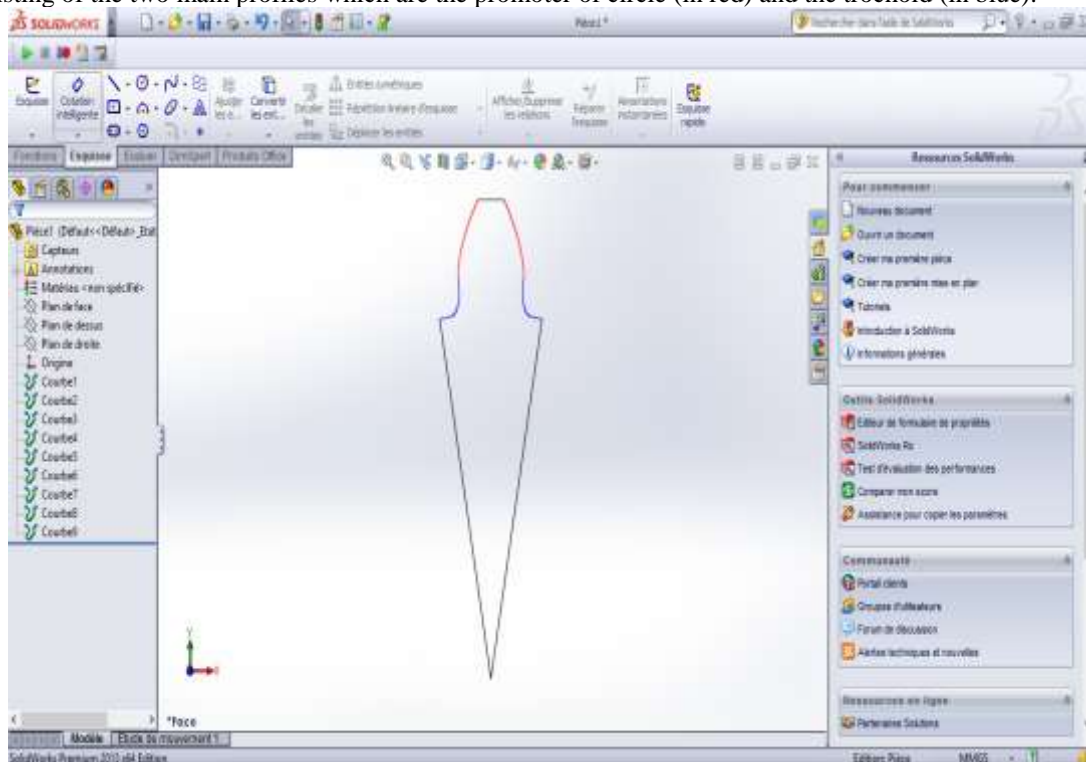 sting of the two main profiles which are the promoter of circle (in red) and the trochoid (in blue).
SOLIDWORKS
Pièce1 *
Esquisse
Cotation intelligente
Convertir
Entités symétriques
Répétition linéaire d'esquisse
Déplacer les entités
Afficher/Supprimer les relations
Réparer l'esquisse
Esquisse rapide
Fonctions Esquisse Evaluer DimXpert Produits Office
Pièce1 (Défaut<<Défaut>_Etat
Capteurs
Annotations
Matériau <non spécifié>
Plan de face
Plan de dessus
Plan de droite
Origine
Courbe1
Courbe2
Courbe3
Courbe4
Courbe5
Courbe6
Courbe7
Courbe8
Courbe9
Y
X
*Face
Modèle Etude de mouvement 1
SolidWorks Premium 2012 x64 Edition
Edition: Pièce MMGS
Ressources SolidWorks
Pour commencer
Nouveau document
Ouvrir un document
Créer ma première pièce
Créer ma première mise en plan
Tutoriels
Introduction à SolidWorks
Informations générales
Outils SolidWorks
Editeur de formulaire de propriétés
SolidWorks Rx
Test d'évaluation des performances
Comparer mon score
Assistance pour copier les paramètres
Communauté
Portail clients
Groupes d'utilisateurs
Forum de discussion
Alertes techniques et nouvelles
Ressources en ligne
Partenaires Solutions